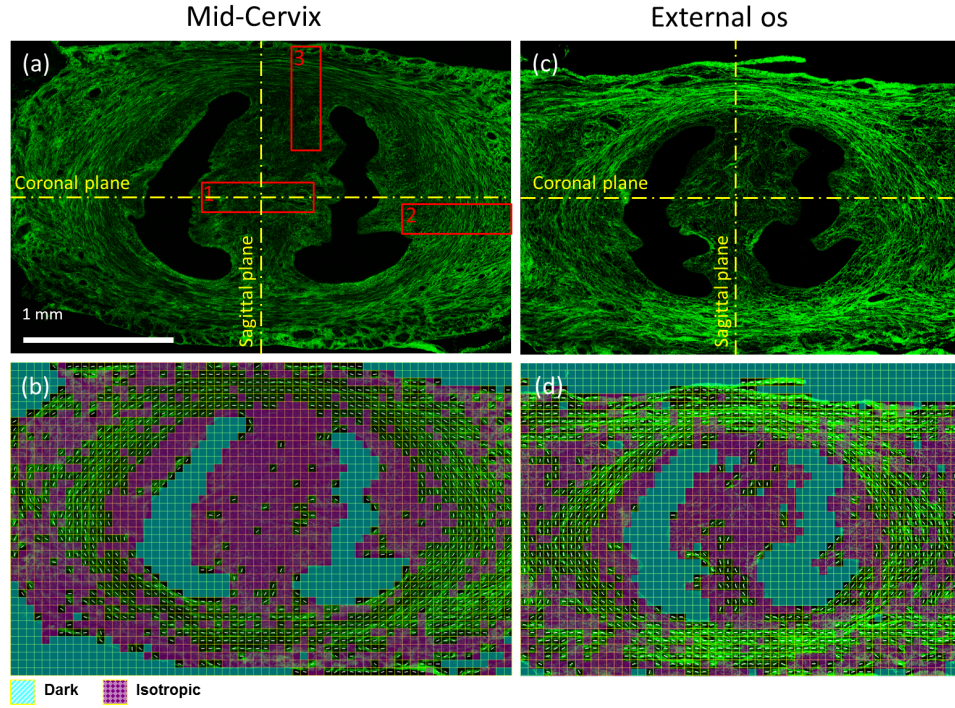 Mid-Cervix
External os
(a)
3
(c)
Coronal plane
1
Coronal plane
2
Sagittal plane
Sagittal plane
1 mm
(b)
(d)
Dark
Isotropic